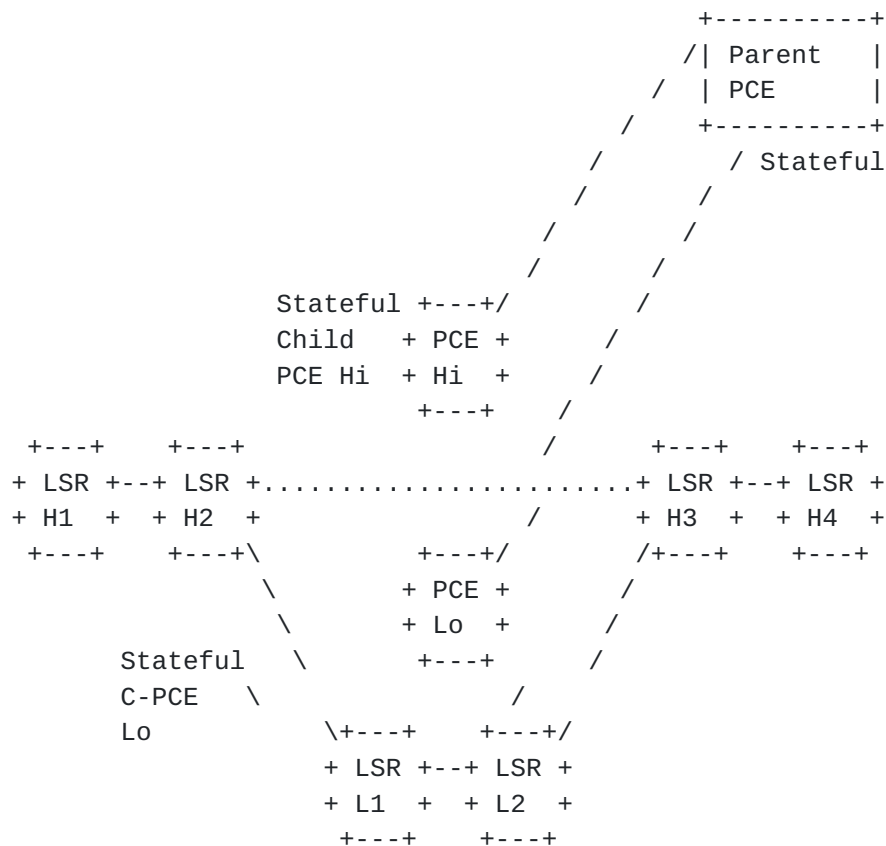 Parent
PCE
Stateful
Stateful
Child PCE
PCE Hi Hi
LSR LSR LSR LSR
H1 H2 H3 H4
PCE
Lo
Stateful
C-PCE
Lo
LSR LSR
L1 L2